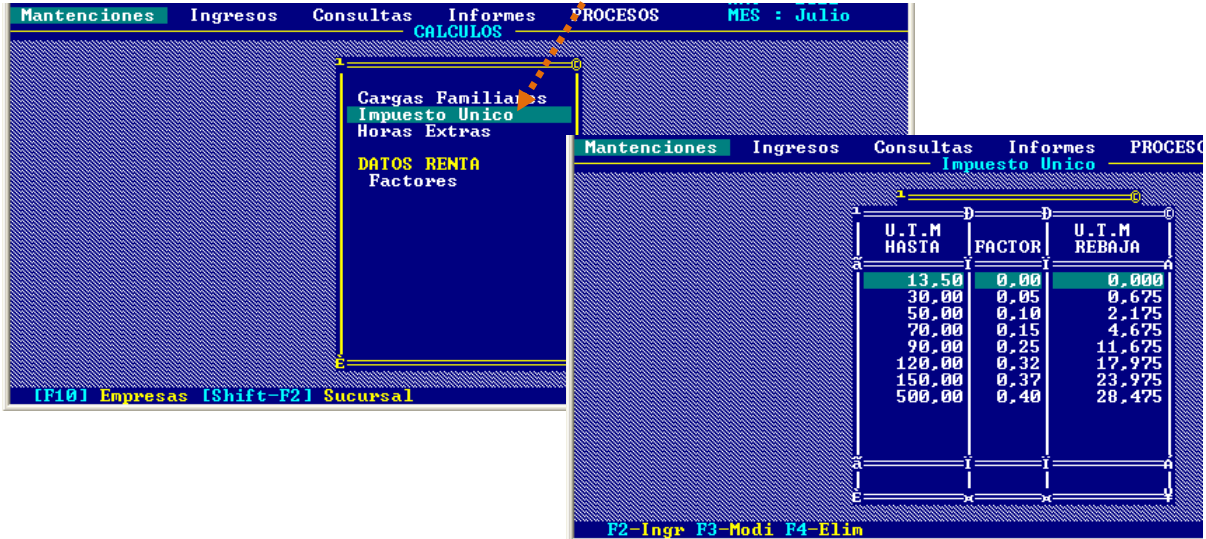 Mantenciones Ingresos Consultas Informes PROCESOS MES : Julio
CALCULOS
Cargas Familiares
Impuesto Unico
Horas Extras
DATOS RENTA
Factores
[F10] Empresas [Shift-F2] Sucursal
Mantenciones Ingresos Consultas Informes PROCESO
Impuesto Unico
U.T.M U.T.M
HASTA FACTOR REBAJA
13,50 0,00 0,000
30,00 0,05 0,675
50,00 0,10 2,175
70,00 0,15 4,675
90,00 0,25 11,675
120,00 0,32 17,975
150,00 0,37 23,975
500,00 0,40 28,475
F2-Ingr F3-Modi F4-Elim